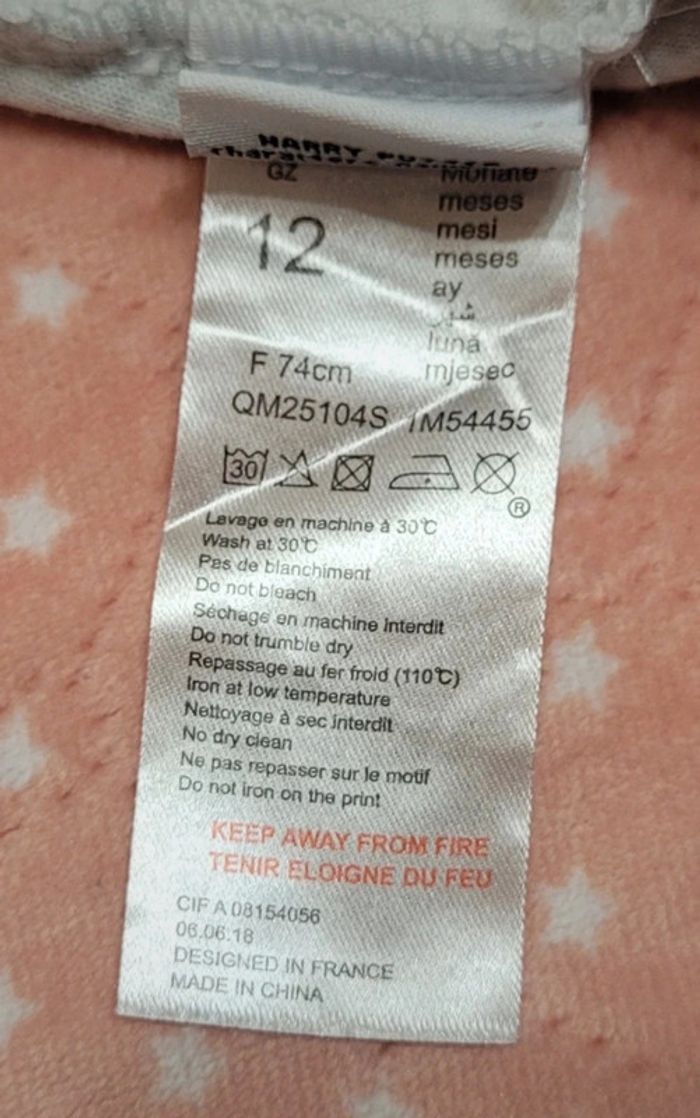 HARRY
GZ
12
Monate
meses
mesi
meses
ay
luna
mjesec
F 74cm
QM25104S IM54455
30
®
Lavage en machine à 30°C
Wash at 30°C
Pas de blanchiment
Do not bleach
Séchage en machine interdit
Do not trumble dry
Repassage au fer froid (110°C)
Iron at low temperature
Nettoyage à sec interdit
No dry clean
Ne pas repasser sur le motif
Do not iron on the print
KEEP AWAY FROM FIRE
TENIR ELOIGNE DU FEU
CIF A 08154056
06.06.18
DESIGNED IN FRANCE
MADE IN CHINA